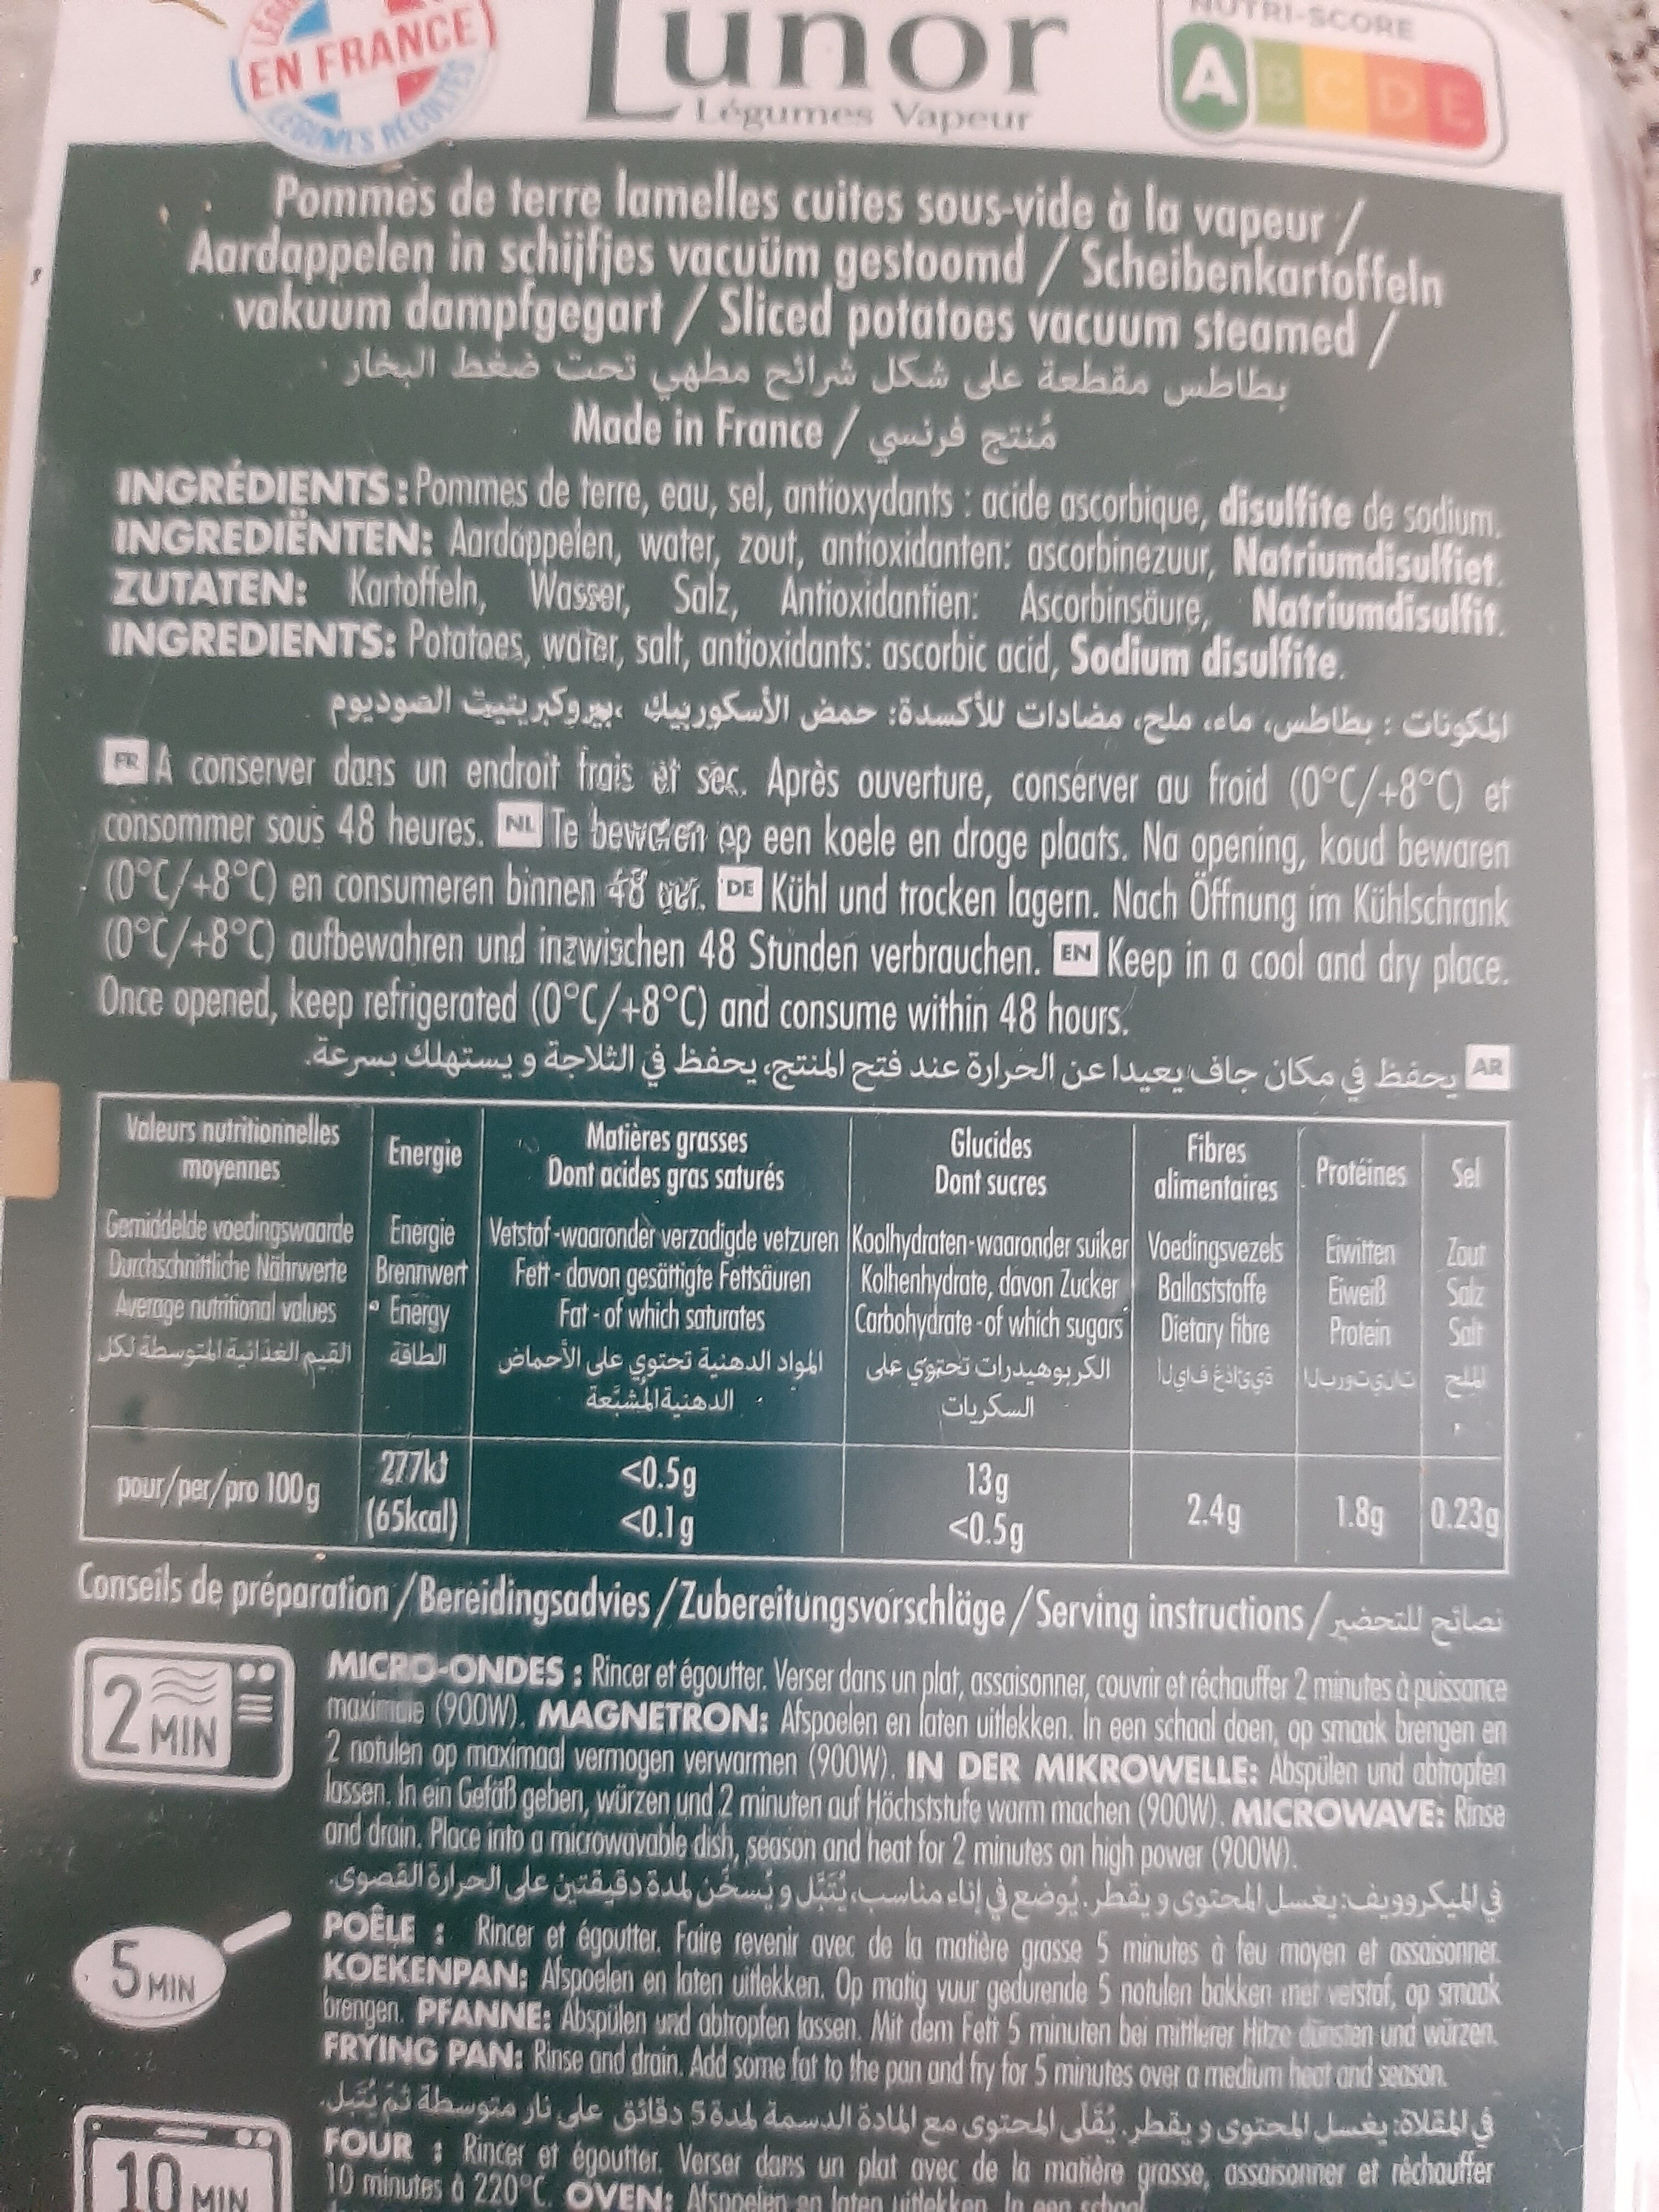 EN FRANCE
LÉGUMES RÉCOLTÉS
Lunor
Légumes Vapeur
NUTRI-SCORE
A B C D E
Pommes de terre lamelles cuites sous-vide à la vapeur /
Aardappelen in schijfjes vacuüm gestoomd / Scheibenkartoffeln
vakuum dampfgegart / Sliced potatoes vacuum steamed /
بطاطس مقطعة على شكل شرائح مطهي تحت ضغط البخار
Made in France / مُنتج فرنسي
INGRÉDIENTS : Pommes de terre, eau, sel, antioxydants : acide ascorbique, disulfite de sodium.
INGREDIËNTEN: Aardappelen, water, zout, antioxidanten: ascorbinezuur, Natriumdisulfiet.
ZUTATEN: Kartoffeln, Wasser, Salz, Antioxidantien: Ascorbinsäure, Natriumdisulfit.
INGREDIENTS: Potatoes, water, salt, antioxidants: ascorbic acid, Sodium disulfite.
المكونات : بطاطس، ماء، ملح، مضادات للأكسدة: حمض الأسكوربيك، بيروكبريتيت الصوديوم
FR A conserver dans un endroit frais et sec. Après ouverture, conserver au froid (0°C/+8°C) et
consommer sous 48 heures. NL Te bewaren op een koele en droge plaats. Na opening, koud bewaren
(0°C/+8°C) en consumeren binnen 48 uur. DE Kühl und trocken lagern. Nach Öffnung im Kühlschrank
(0°C/+8°C) aufbewahren und inzwischen 48 Stunden verbrauchen. EN Keep in a cool and dry place.
Once opened, keep refrigerated (0°C/+8°C) and consume within 48 hours.
AR يحفظ في مكان جاف بعيدا عن الحرارة عند فتح المنتج، يحفظ في الثلاجة و يستهلك بسرعة.
Valeurs nutritionnelles moyennes Energie Matières grasses Dont acides gras saturés Glucides Dont sucres Fibres alimentaires Protéines Sel
Gemiddelde voedingswaarde Energie Vetstof-waaronder verzadigde vetzuren Koolhydraten-waaronder suiker Voedingsvezels Eiwitten Zout
Durchschnittliche Nährwerte Brennwert Fett - davon gesättigte Fettsäuren Kolhenhydrate, davon Zucker Ballaststoffe Eiweiß Salz
Average nutritional values Energy Fat - of which saturates Carbohydrate - of which sugars Dietary fibre Protein Salt
القيم الغذائية المتوسطة لكل الطاقة المواد الدهنية تحتوي على الأحماض الكربوهيدرات تحتوي على الملح
الدهنية المشبَّعة السكريات
pour/per/pro 100g 277kJ (65kcal) <0.5g <0.1g 13g <0.5g 2.4g 1.8g 0.23g
Conseils de préparation / Bereidingsadvies / Zubereitungsvorschläge / Serving instructions / نصائح للتحضير
2 MIN
MICRO-ONDES : Rincer et égoutter. Verser dans un plat, assaisonner, couvrir et réchauffer 2 minutes à puissance
maximale (900W). MAGNETRON: Afspoelen en laten uitlekken. In een schaal doen, op smaak brengen en
2 notulen op maximaal vermogen verwarmen (900W). IN DER MIKROWELLE: Abspülen und abtropfen
lassen. In ein Gefäß geben, würzen und 2 minuten auf Höchststufe warm machen (900W). MICROWAVE: Rinse
and drain. Place into a microwavable dish, season and heat for 2 minutes on high power (900W).
في الميكروويف: يغسل المحتوى و يقطر. يُوضع في إناء مناسب، يُتَبَّل و يُسخَّن لمدة دقيقتين على الحرارة القصوى.
5 MIN
POÊLE : Rincer et égoutter. Faire revenir avec de la matière grasse 5 minutes à feu moyen et assaisonner.
KOEKENPAN: Afspoelen en laten uitlekken. Op matig vuur gedurende 5 notulen bakken met vetstof, op smaak
brengen. PFANNE: Abspülen und abtropfen lassen. Mit dem Fett 5 minuten bei mittlerer Hitze dünsten und würzen.
FRYING PAN: Rinse and drain. Add some fat to the pan and fry for 5 minutes over a medium heat and season.
في المقلاة: يغسل المحتوى و يقطر. يُقَلَّى المحتوى مع المادة الدسمة لمدة 5 دقائق على نار متوسطة ثم يُتَبَّل.
10 MIN
FOUR : Rincer et égoutter. Verser dans un plat avec de la matière grasse, assaisonner et réchauffer
10 minutes à 220°C. OVEN: Afspoelen en laten uitlekken. In een schaal